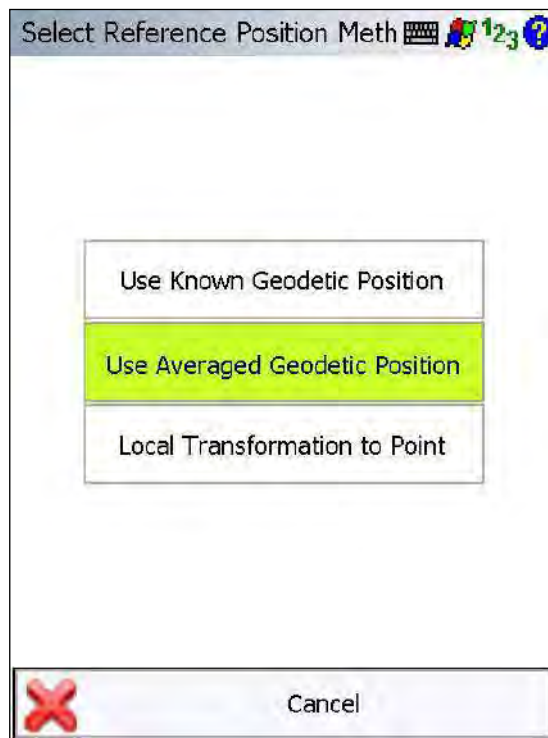 Select Reference Position Meth 123 ?
Use Known Geodetic Position
Use Averaged Geodetic Position
Local Transformation to Point
Cancel